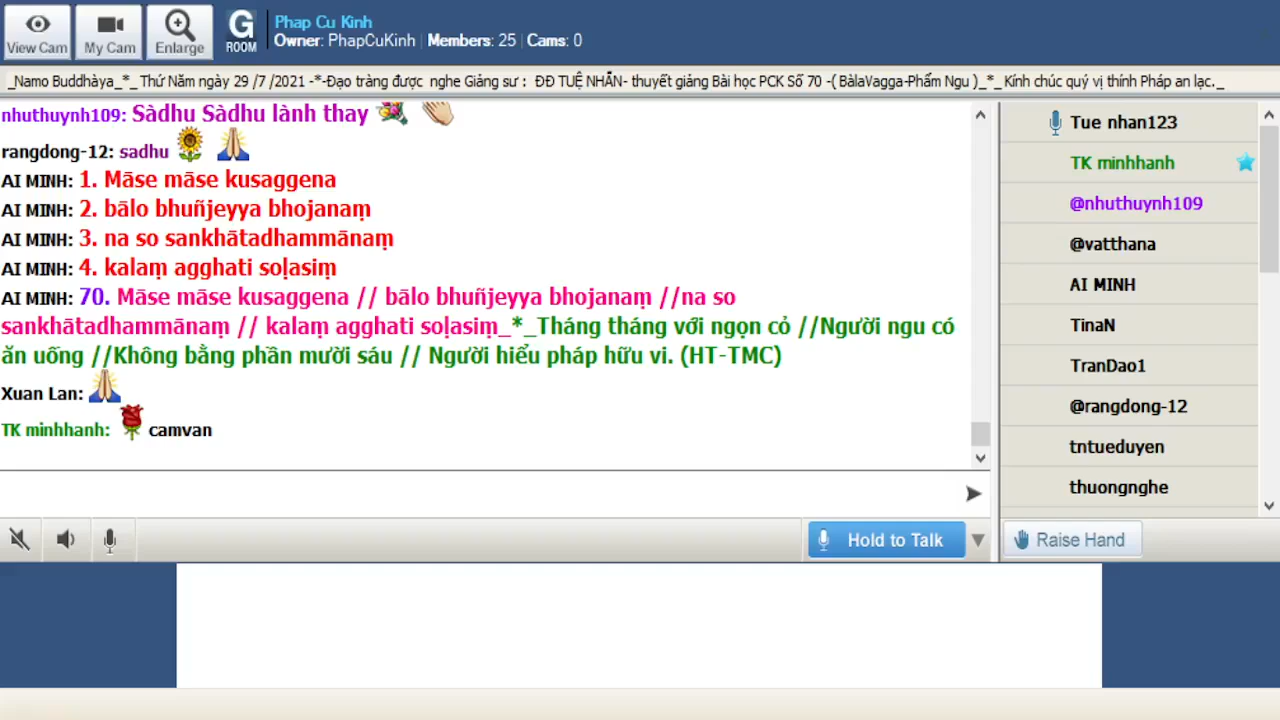 View Cam
My Cam
Enlarge
G
ROOM
Phap Cu Kinh
Owner: PhapCuKinh | Members: 25 | Cams: 0
_Namo Buddhàya_*_ Thứ Năm ngày 29 /7 /2021 -*-Đạo tràng được nghe Giảng sư : ĐĐ TUỆ NHẪN- thuyết giảng Bài học PCK Số 70 -( BàlaVagga-Phẩm Ngu )_*_ Kính chúc quý vị thính Pháp an lạc._
nhuthuynh109: Sàdhu Sàdhu lành thay
rangdong-12: sadhu
AI MINH: 1. Māse māse kusaggena
AI MINH: 2. bālo bhuñjeyya bhojanaṃ
AI MINH: 3. na so sankhātadhammānaṃ
AI MINH: 4. kalaṃ agghati soḷasiṃ
AI MINH: 70. Māse māse kusaggena // bālo bhuñjeyya bhojanaṃ //na so
sankhātadhammānaṃ // kalaṃ agghati soḷasiṃ_*_Tháng tháng với ngọn cỏ //Người ngu có
ăn uống //Không bằng phần mười sáu // Người hiểu pháp hữu vi. (HT-TMC)
Xuan Lan:
TK minhhanh: camvan
Tue nhan123
TK minhhanh
@nhuthuynh109
@vatthana
AI MINH
TinaN
TranDao1
@rangdong-12
tntueduyen
thuongnghe
Hold to Talk
Raise Hand